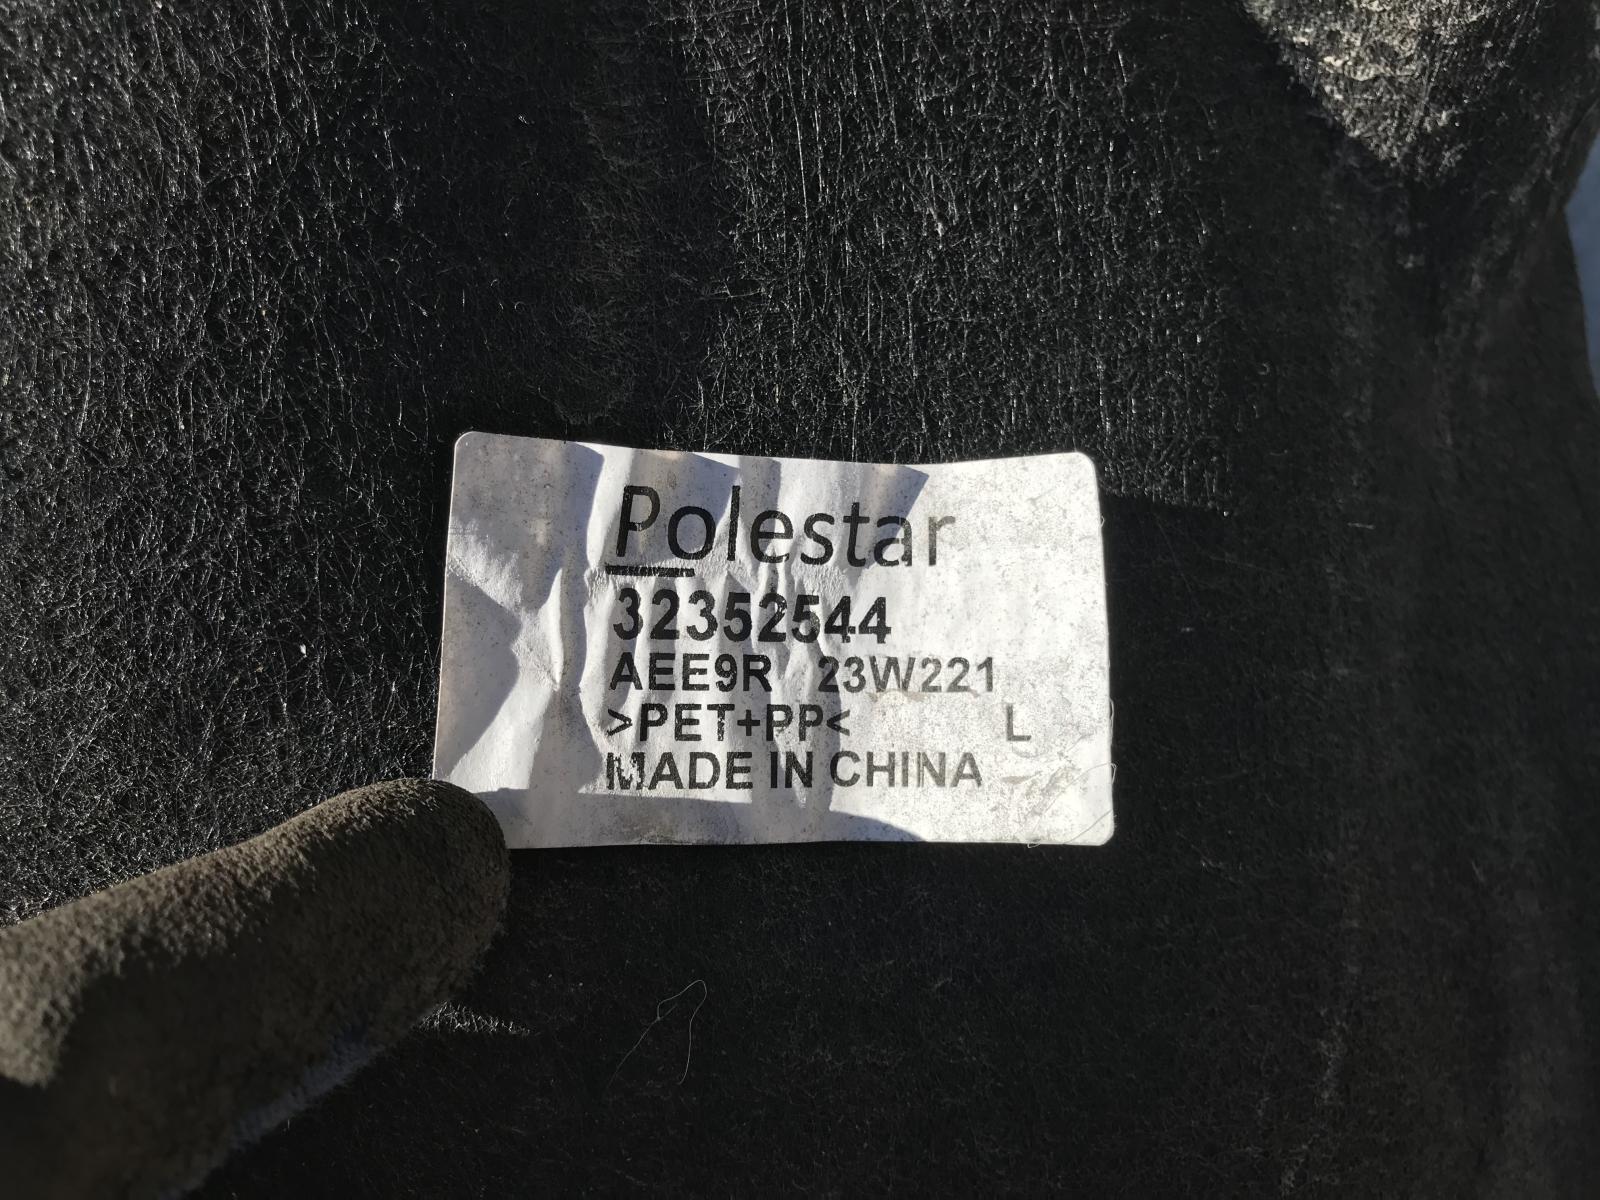 Polestar
32352544
AEE9R 23W221
>PET+PP< L
MADE IN CHINA